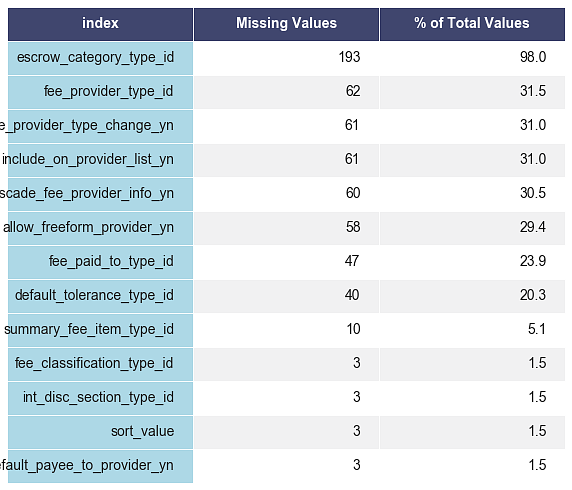 index Missing Values % of Total Values
escrow_category_type_id 193 98.0
fee_provider_type_id 62 31.5
e_provider_type_change_yn 61 31.0
include_on_provider_list_yn 61 31.0
scade_fee_provider_info_yn 60 30.5
allow_freeform_provider_yn 58 29.4
fee_paid_to_type_id 47 23.9
default_tolerance_type_id 40 20.3
summary_fee_item_type_id 10 5.1
fee_classification_type_id 3 1.5
int_disc_section_type_id 3 1.5
sort_value 3 1.5
efault_payee_to_provider_yn 3 1.5